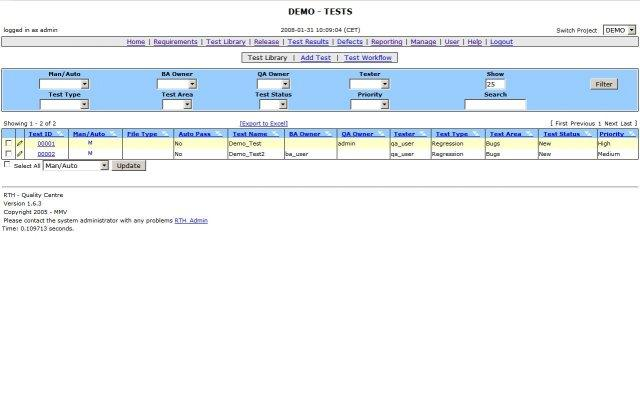 DEMO - TESTS
logged in as admin 2008-01-31 10:09:04 (CET) Switch Project DEMO
Home | Requirements | Test Library | Release | Test Results | Defects | Reporting | Manage | User | Help | Logout
Test Library | Add Test | Test Workflow
Man/Auto BA Owner QA Owner Tester Show
25 Filter
Test Type Test Area Test Status Priority Search
Showing 1 - 2 of 2 [Export to Excel] [ First Previous 1 Next Last ]
Test ID Man/Auto File Type Auto Pass Test Name BA Owner QA Owner Tester Test Type Test Area Test Status Priority
00001 M No Demo_Test admin qa_user Regression Bugs New High
00002 M No Demo_Test2 ba_user qa_user Regression Bugs New Medium
Select All Man/Auto Update
RTH - Quality Centre
Version 1.6.3
Copyright 2005 - MMV
Please contact the system administrator with any problems RTH Admin
Time: 0.109713 seconds.